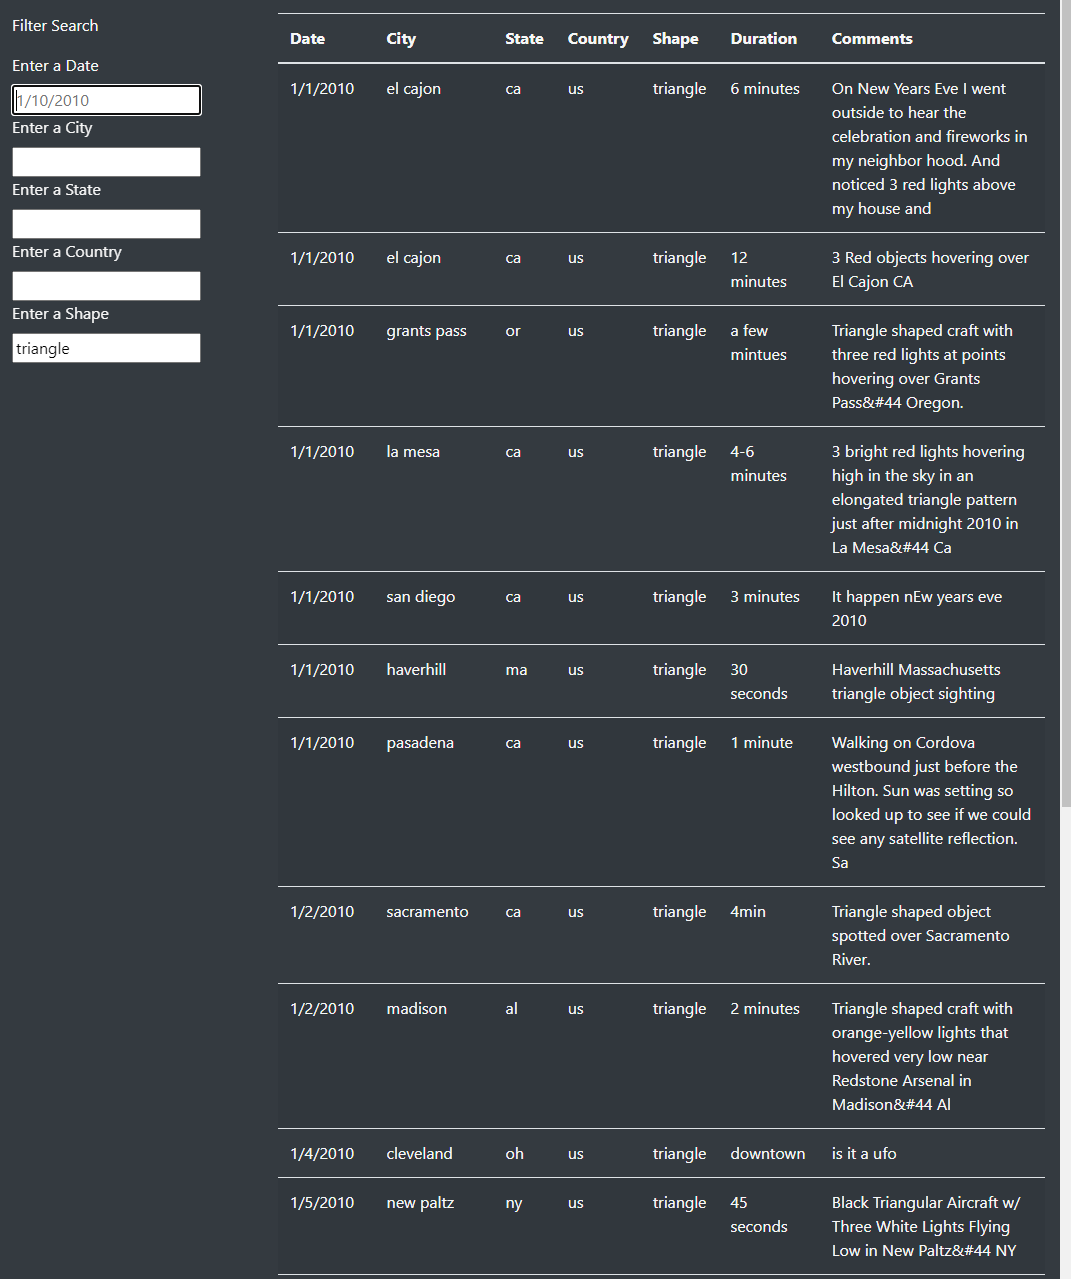 Filter Search
Enter a Date
1/10/2010
Enter a City
Enter a State
Enter a Country
Enter a Shape
triangle
Date City State Country Shape Duration Comments
1/1/2010 el cajon ca us triangle 6 minutes On New Years Eve I went
outside to hear the
celebration and fireworks in
my neighbor hood. And
noticed 3 red lights above
my house and
1/1/2010 el cajon ca us triangle 12 3 Red objects hovering over
minutes El Cajon CA
1/1/2010 grants pass or us triangle a few Triangle shaped craft with
mintues three red lights at points
hovering over Grants
Pass&#44 Oregon.
1/1/2010 la mesa ca us triangle 4-6 3 bright red lights hovering
minutes high in the sky in an
elongated triangle pattern
just after midnight 2010 in
La Mesa&#44 Ca
1/1/2010 san diego ca us triangle 3 minutes It happen nEw years eve
2010
1/1/2010 haverhill ma us triangle 30 Haverhill Massachusetts
seconds triangle object sighting
1/1/2010 pasadena ca us triangle 1 minute Walking on Cordova
westbound just before the
Hilton. Sun was setting so
looked up to see if we could
see any satellite reflection.
Sa
1/2/2010 sacramento ca us triangle 4min Triangle shaped object
spotted over Sacramento
River.
1/2/2010 madison al us triangle 2 minutes Triangle shaped craft with
orange-yellow lights that
hovered very low near
Redstone Arsenal in
Madison&#44 Al
1/4/2010 cleveland oh us triangle downtown is it a ufo
1/5/2010 new paltz ny us triangle 45 Black Triangular Aircraft w/
seconds Three White Lights Flying
Low in New Paltz&#44 NY